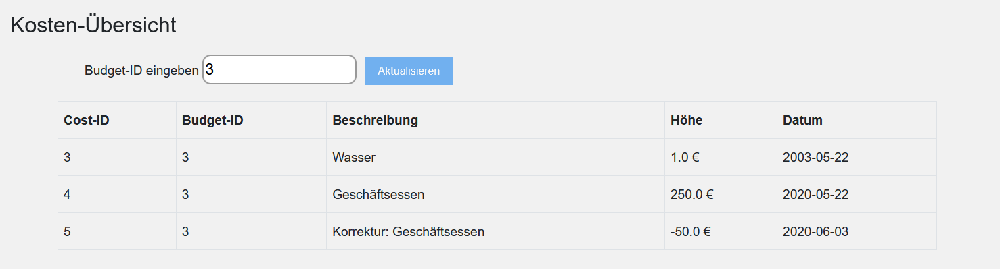 Kosten-Übersicht
Budget-ID eingeben 3 Aktualisieren
Cost-ID Budget-ID Beschreibung Höhe Datum
3 3 Wasser 1.0 € 2003-05-22
4 3 Geschäftsessen 250.0 € 2020-05-22
5 3 Korrektur: Geschäftsessen -50.0 € 2020-06-03